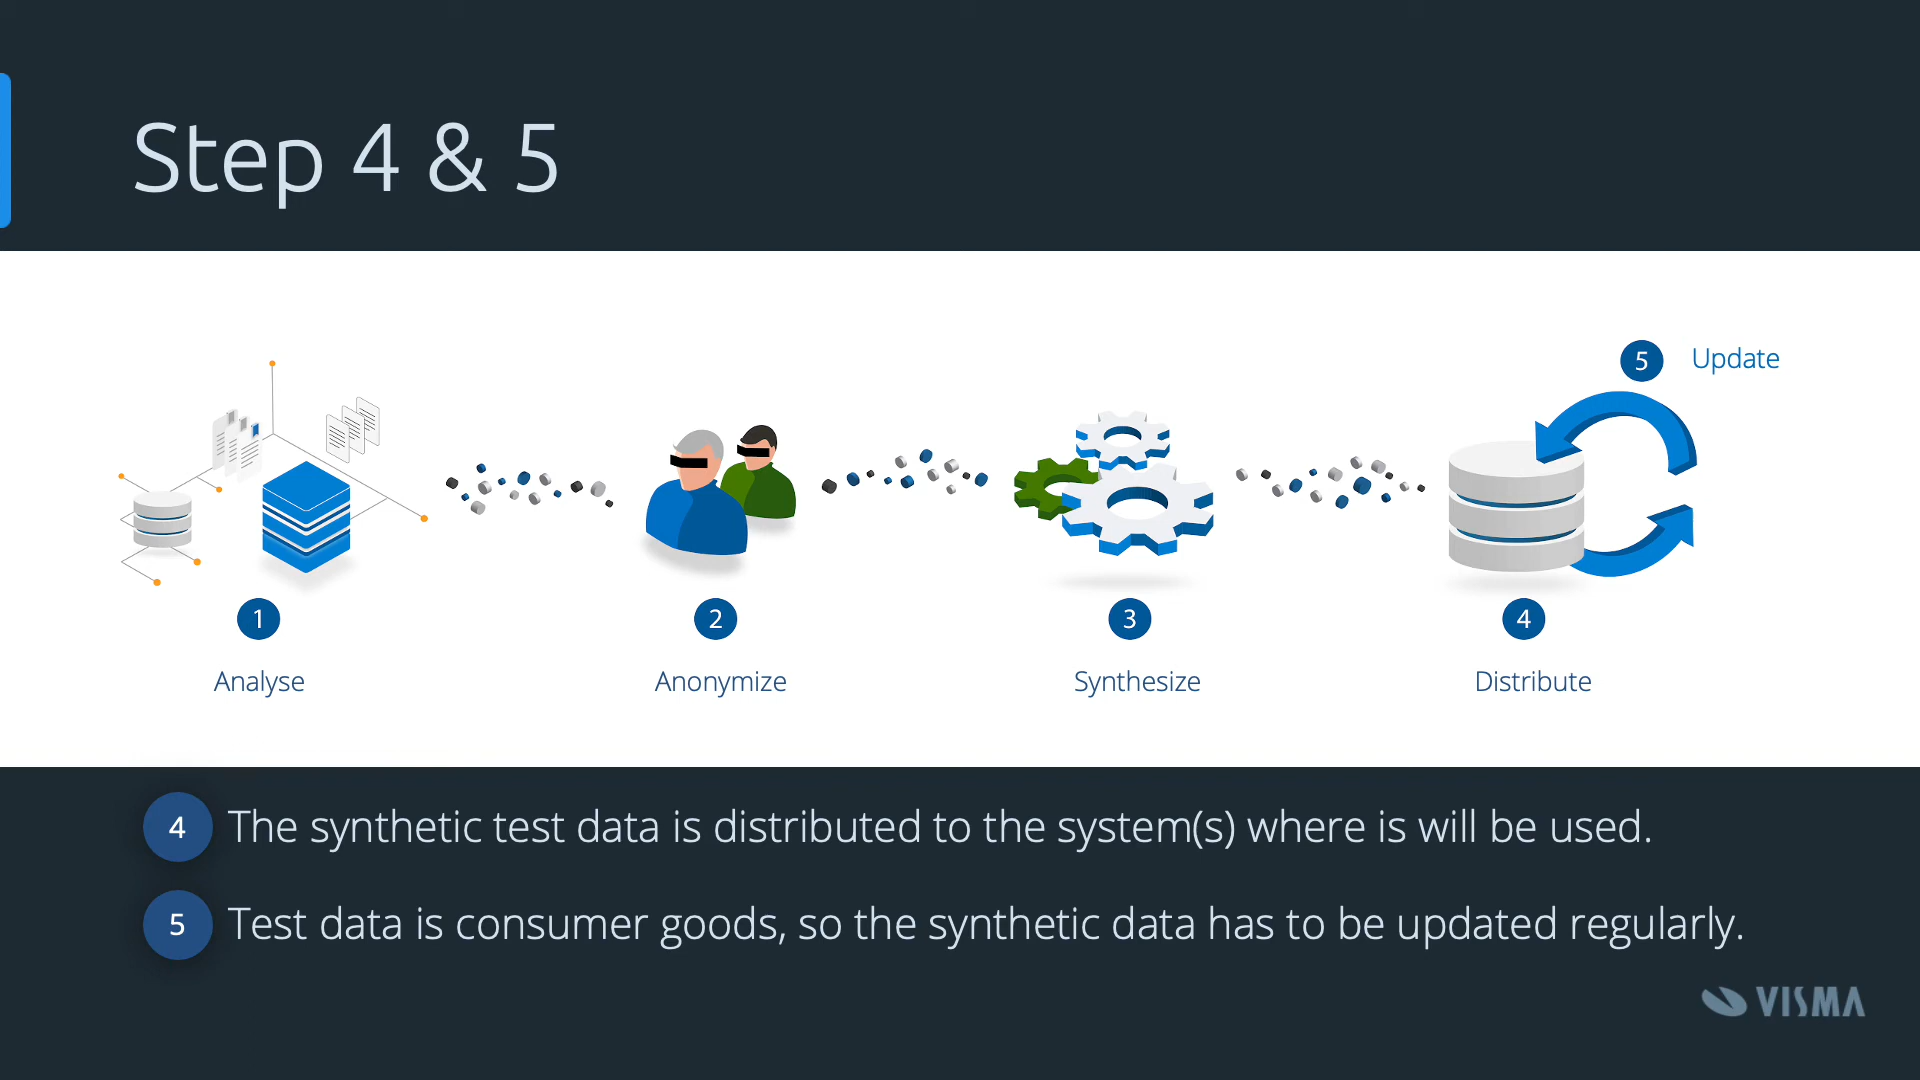 Step 4 & 5
5 Update
1 2 3 4
Analyse Anonymize Synthesize Distribute
4 The synthetic test data is distributed to the system(s) where is will be used.
5 Test data is consumer goods, so the synthetic data has to be updated regularly.
VISMA